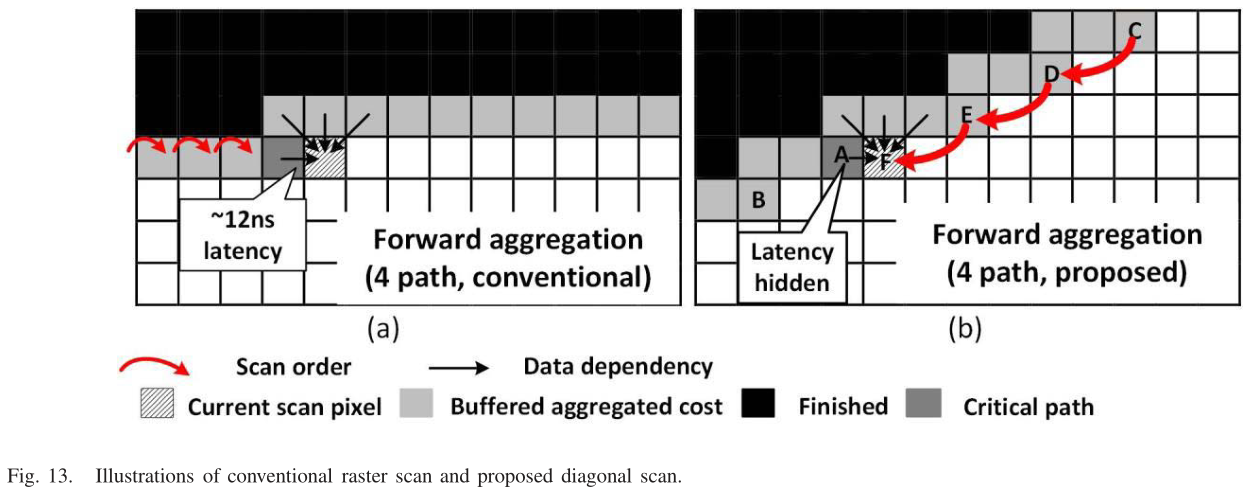 ~12ns
latency
Forward aggregation
(4 path, conventional)
(a)
C
D
E
A
F
B
Latency
hidden
Forward aggregation
(4 path, proposed)
(b)
Scan order
Data dependency
Current scan pixel
Buffered aggregated cost
Finished
Critical path
Fig. 13. Illustrations of conventional raster scan and proposed diagonal scan.